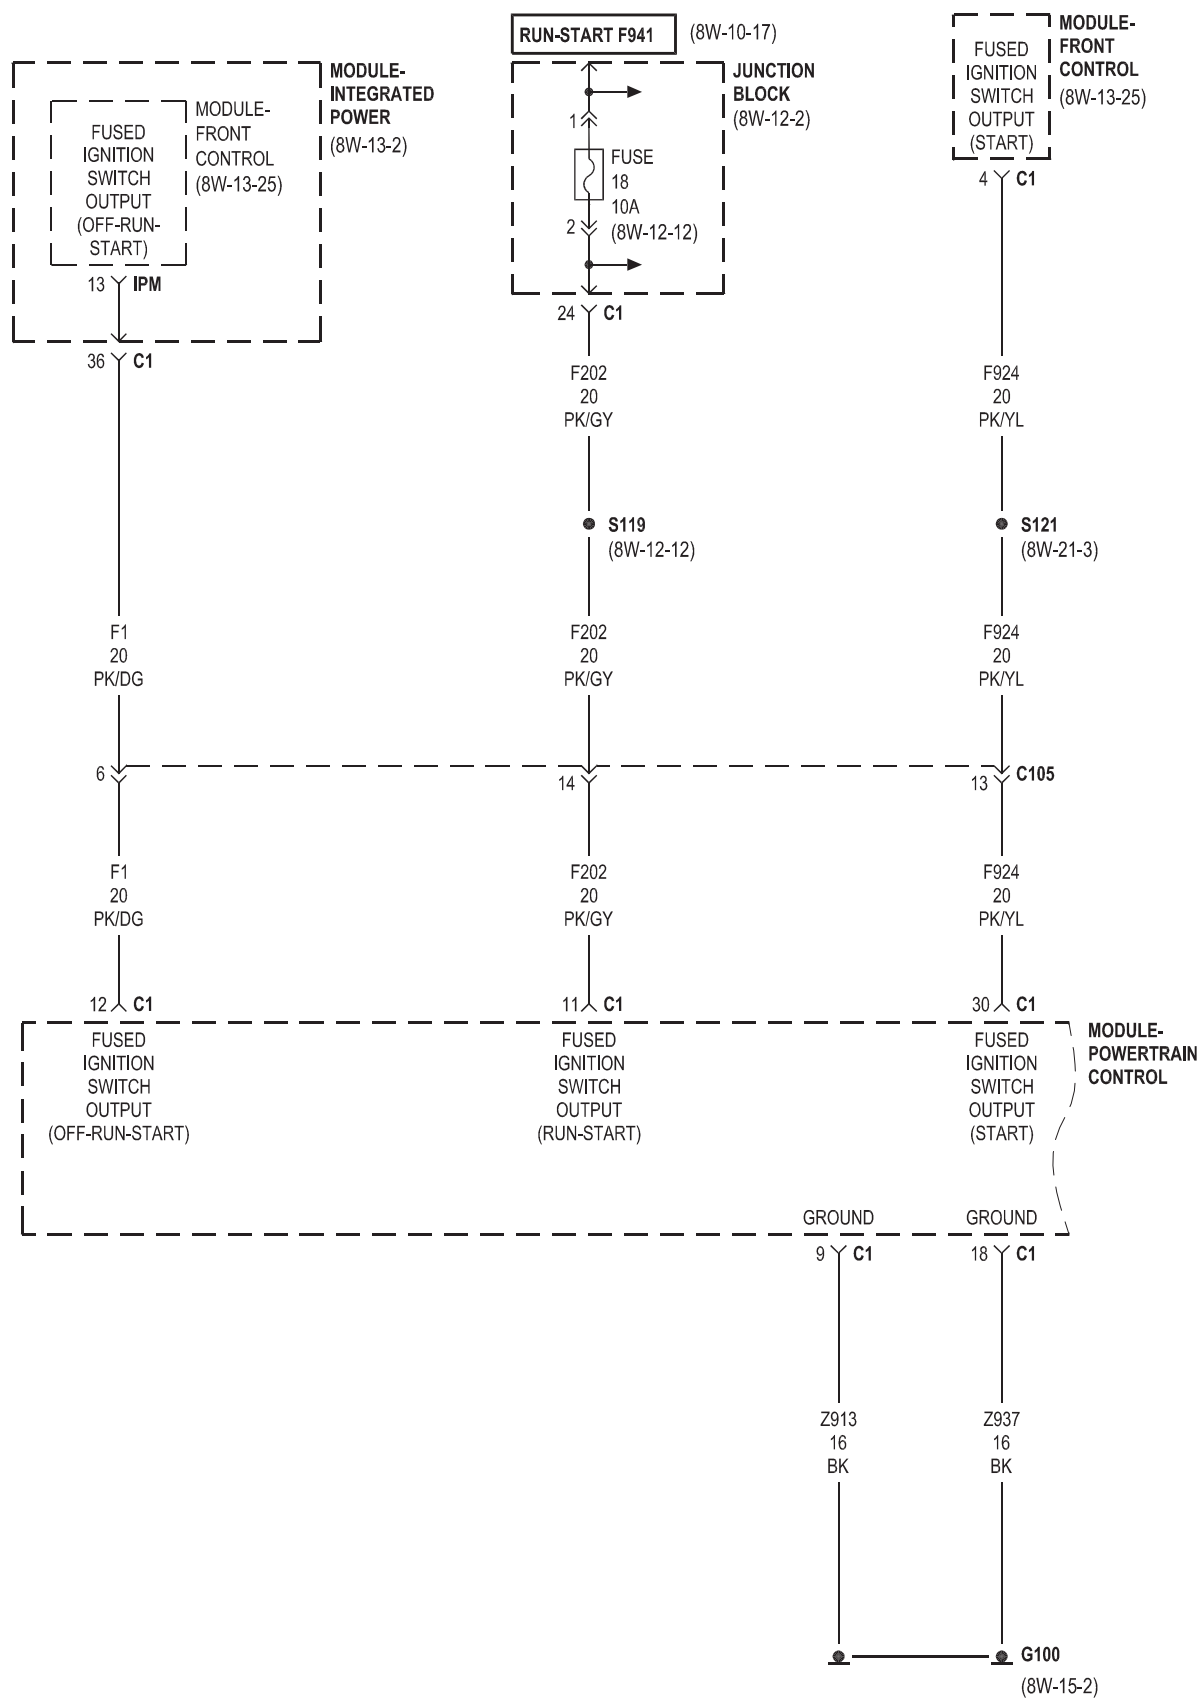 RUN-START F941
(8W-10-17)
MODULE-
INTEGRATED
POWER
(8W-13-2)
MODULE-
FRONT
CONTROL
(8W-13-25)
FUSED
IGNITION
SWITCH
OUTPUT
(OFF-RUN-
START)
13 IPM
36 C1
JUNCTION
BLOCK
(8W-12-2)
1
FUSE
18
10A
(8W-12-12)
2
24 C1
MODULE-
FRONT
CONTROL
(8W-13-25)
FUSED
IGNITION
SWITCH
OUTPUT
(START)
4 C1
F202
20
PK/GY
F924
20
PK/YL
S119
(8W-12-12)
S121
(8W-21-3)
F1
20
PK/DG
F202
20
PK/GY
F924
20
PK/YL
6
14
13 C105
F1
20
PK/DG
F202
20
PK/GY
F924
20
PK/YL
12 C1
11 C1
30 C1
FUSED
IGNITION
SWITCH
OUTPUT
(OFF-RUN-START)
FUSED
IGNITION
SWITCH
OUTPUT
(RUN-START)
FUSED
IGNITION
SWITCH
OUTPUT
(START)
MODULE-
POWERTRAIN
CONTROL
GROUND
GROUND
9 C1
18 C1
Z913
16
BK
Z937
16
BK
G100
(8W-15-2)